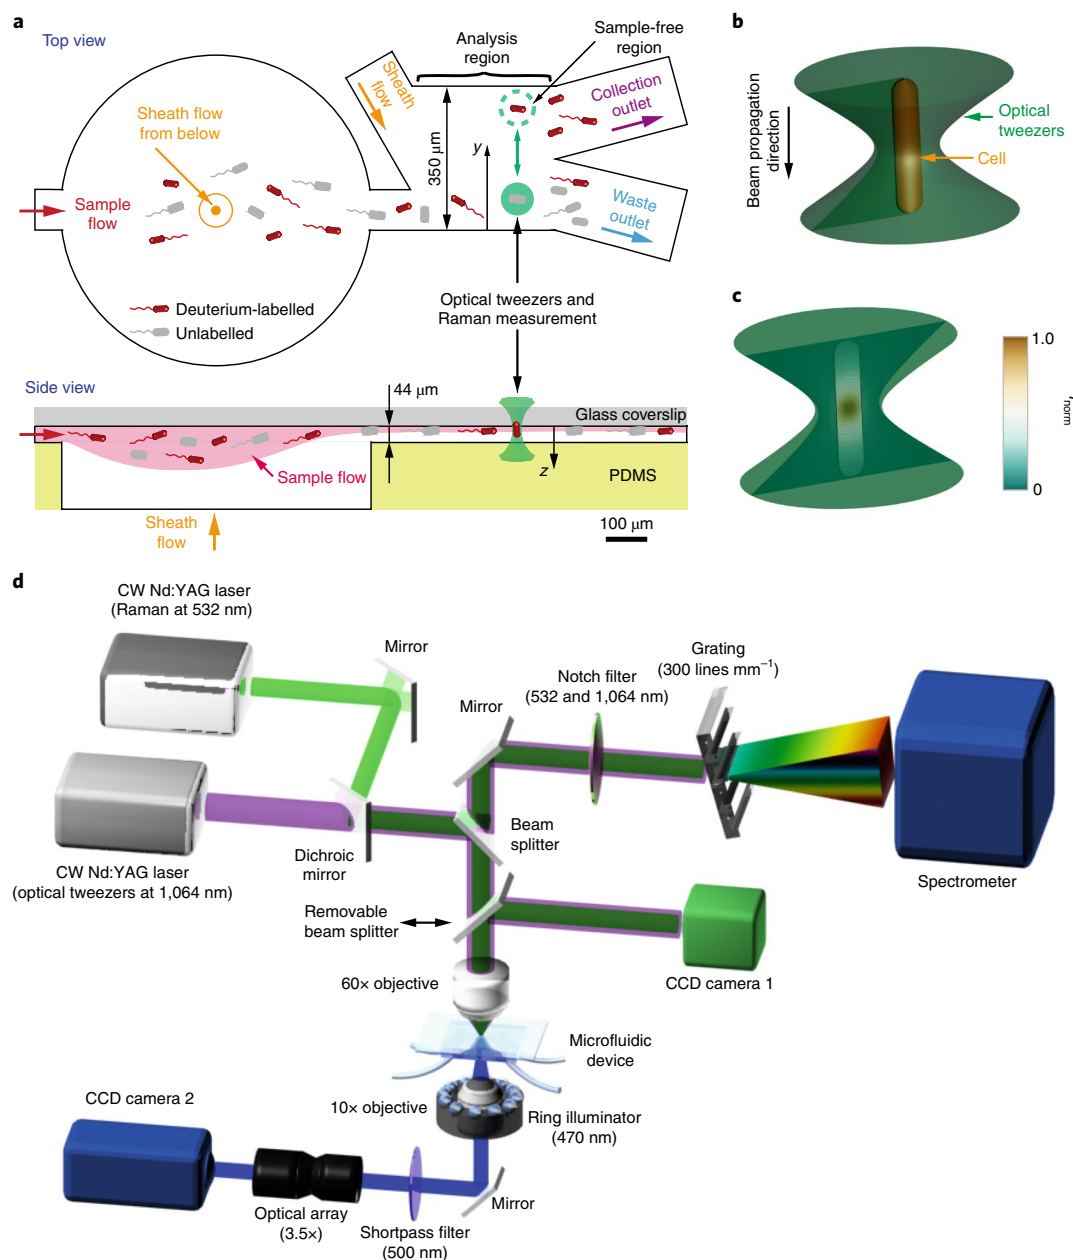 a
Top view
Sheath flow
from below
Sample
flow
Deuterium-labelled
Unlabelled
Sheath
flow
Analysis
region
Sample-free
region
350 µm
y
Collection
outlet
Waste
outlet
Optical tweezers and
Raman measurement
Side view
44 µm
Glass coverslip
Sample flow
z
PDMS
Sheath
flow
100 µm
b
Beam propagation
direction
Optical
tweezers
Cell
c
1.0
norm
0
d
CW Nd:YAG laser
(Raman at 532 nm)
Mirror
Mirror
Notch filter
(532 and 1,064 nm)
Grating
(300 lines mm⁻¹)
CW Nd:YAG laser
(optical tweezers at 1,064 nm)
Dichroic
mirror
Beam
splitter
Spectrometer
Removable
beam splitter
CCD camera 1
60× objective
Microfluidic
device
10× objective
Ring illuminator
(470 nm)
CCD camera 2
Optical array
(3.5×)
Shortpass filter
(500 nm)
Mirror